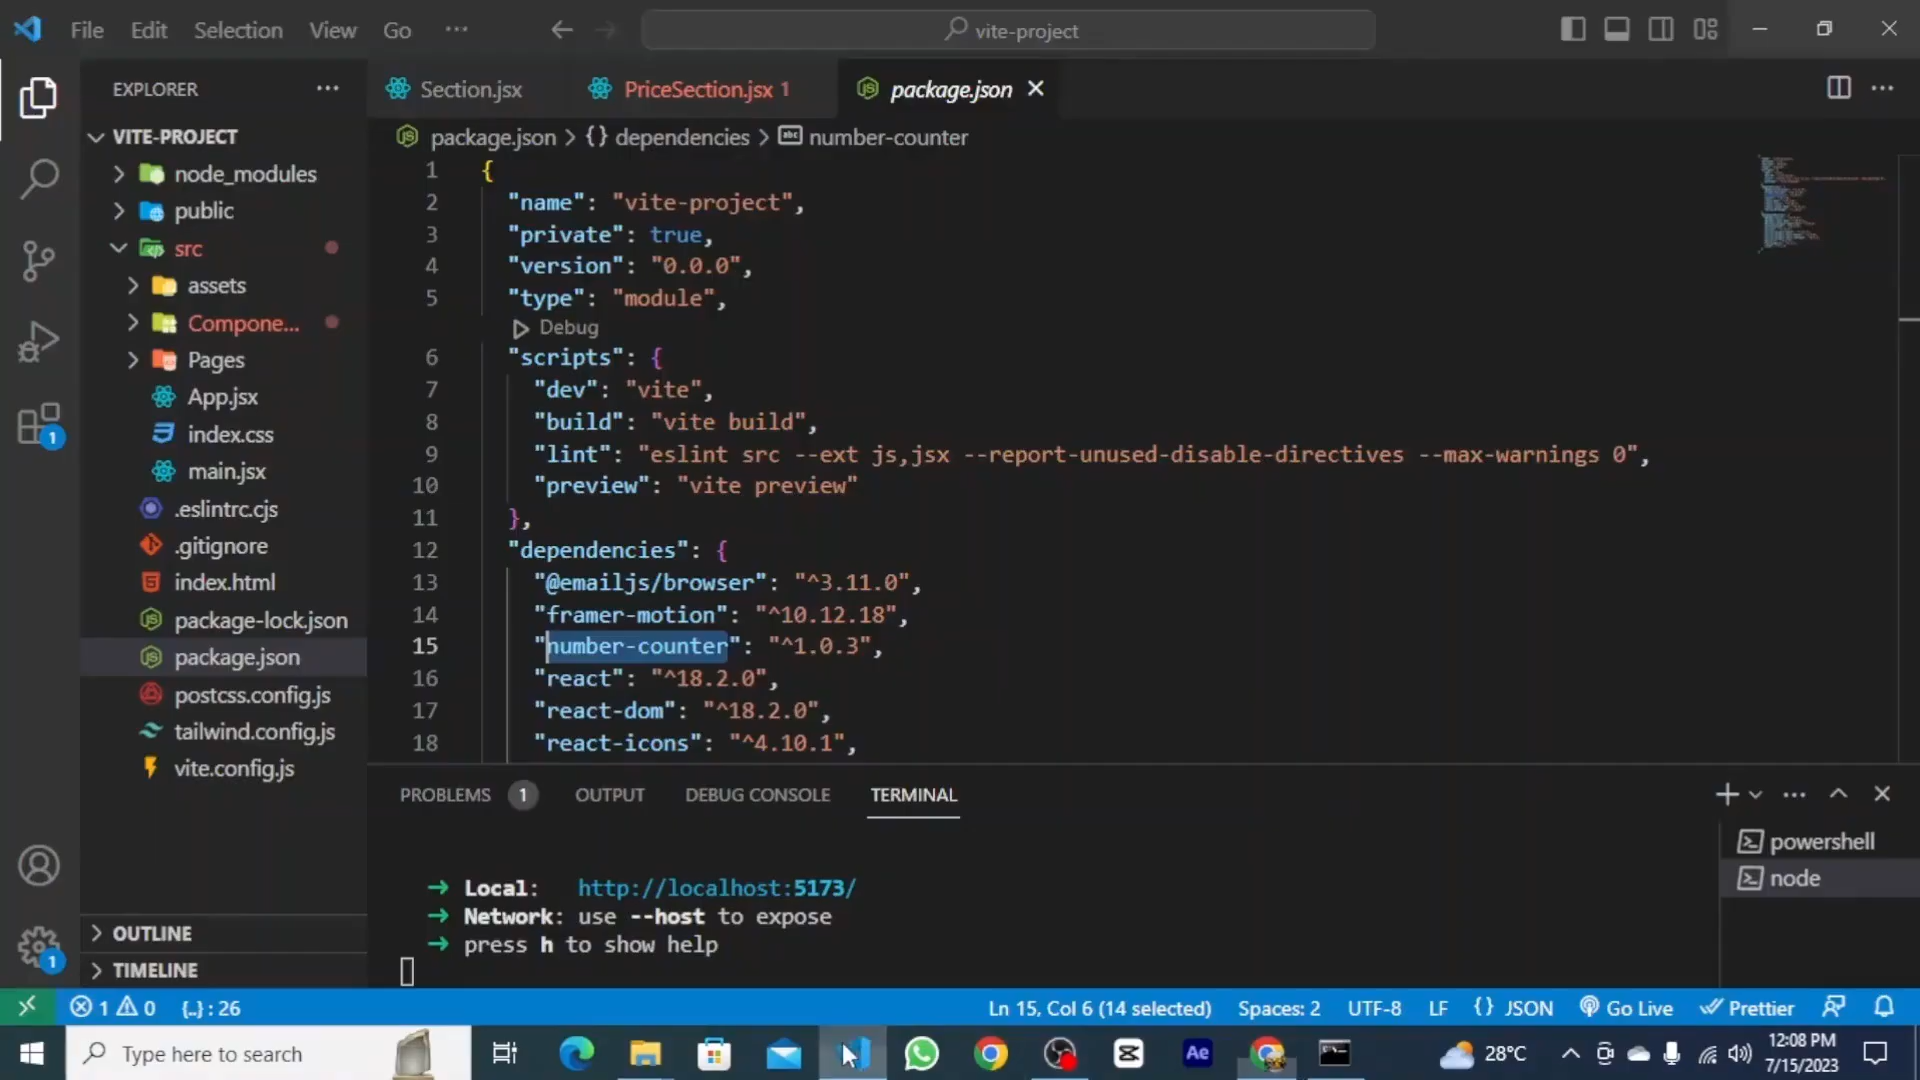 File Edit Selection View Go ··· vite-project
EXPLORER ···
Section.jsx PriceSection.jsx 1 package.json
package.json > {} dependencies > abc number-counter
VITE-PROJECT
node_modules
public
src
assets
Compone...
Pages
App.jsx
index.css
main.jsx
.eslintrc.cjs
.gitignore
index.html
package-lock.json
package.json
postcss.config.js
tailwind.config.js
vite.config.js
OUTLINE
TIMELINE
1
1
1 {
2 "name": "vite-project",
3 "private": true,
4 "version": "0.0.0",
5 "type": "module",
Debug
6 "scripts": {
7 "dev": "vite",
8 "build": "vite build",
9 "lint": "eslint src --ext js,jsx --report-unused-disable-directives --max-warnings 0",
10 "preview": "vite preview"
11 },
12 "dependencies": {
13 "@emailjs/browser": "^3.11.0",
14 "framer-motion": "^10.12.18",
15 "number-counter": "^1.0.3",
16 "react": "^18.2.0",
17 "react-dom": "^18.2.0",
18 "react-icons": "^4.10.1",
PROBLEMS 1 OUTPUT DEBUG CONSOLE TERMINAL
➜ Local: http://localhost:5173/
➜ Network: use --host to expose
➜ press h to show help
powershell
node
1 0 {..} : 26 Ln 15, Col 6 (14 selected) Spaces: 2 UTF-8 LF {} JSON Go Live Prettier
Type here to search Ae 28°C 12:08 PM
7/15/2023